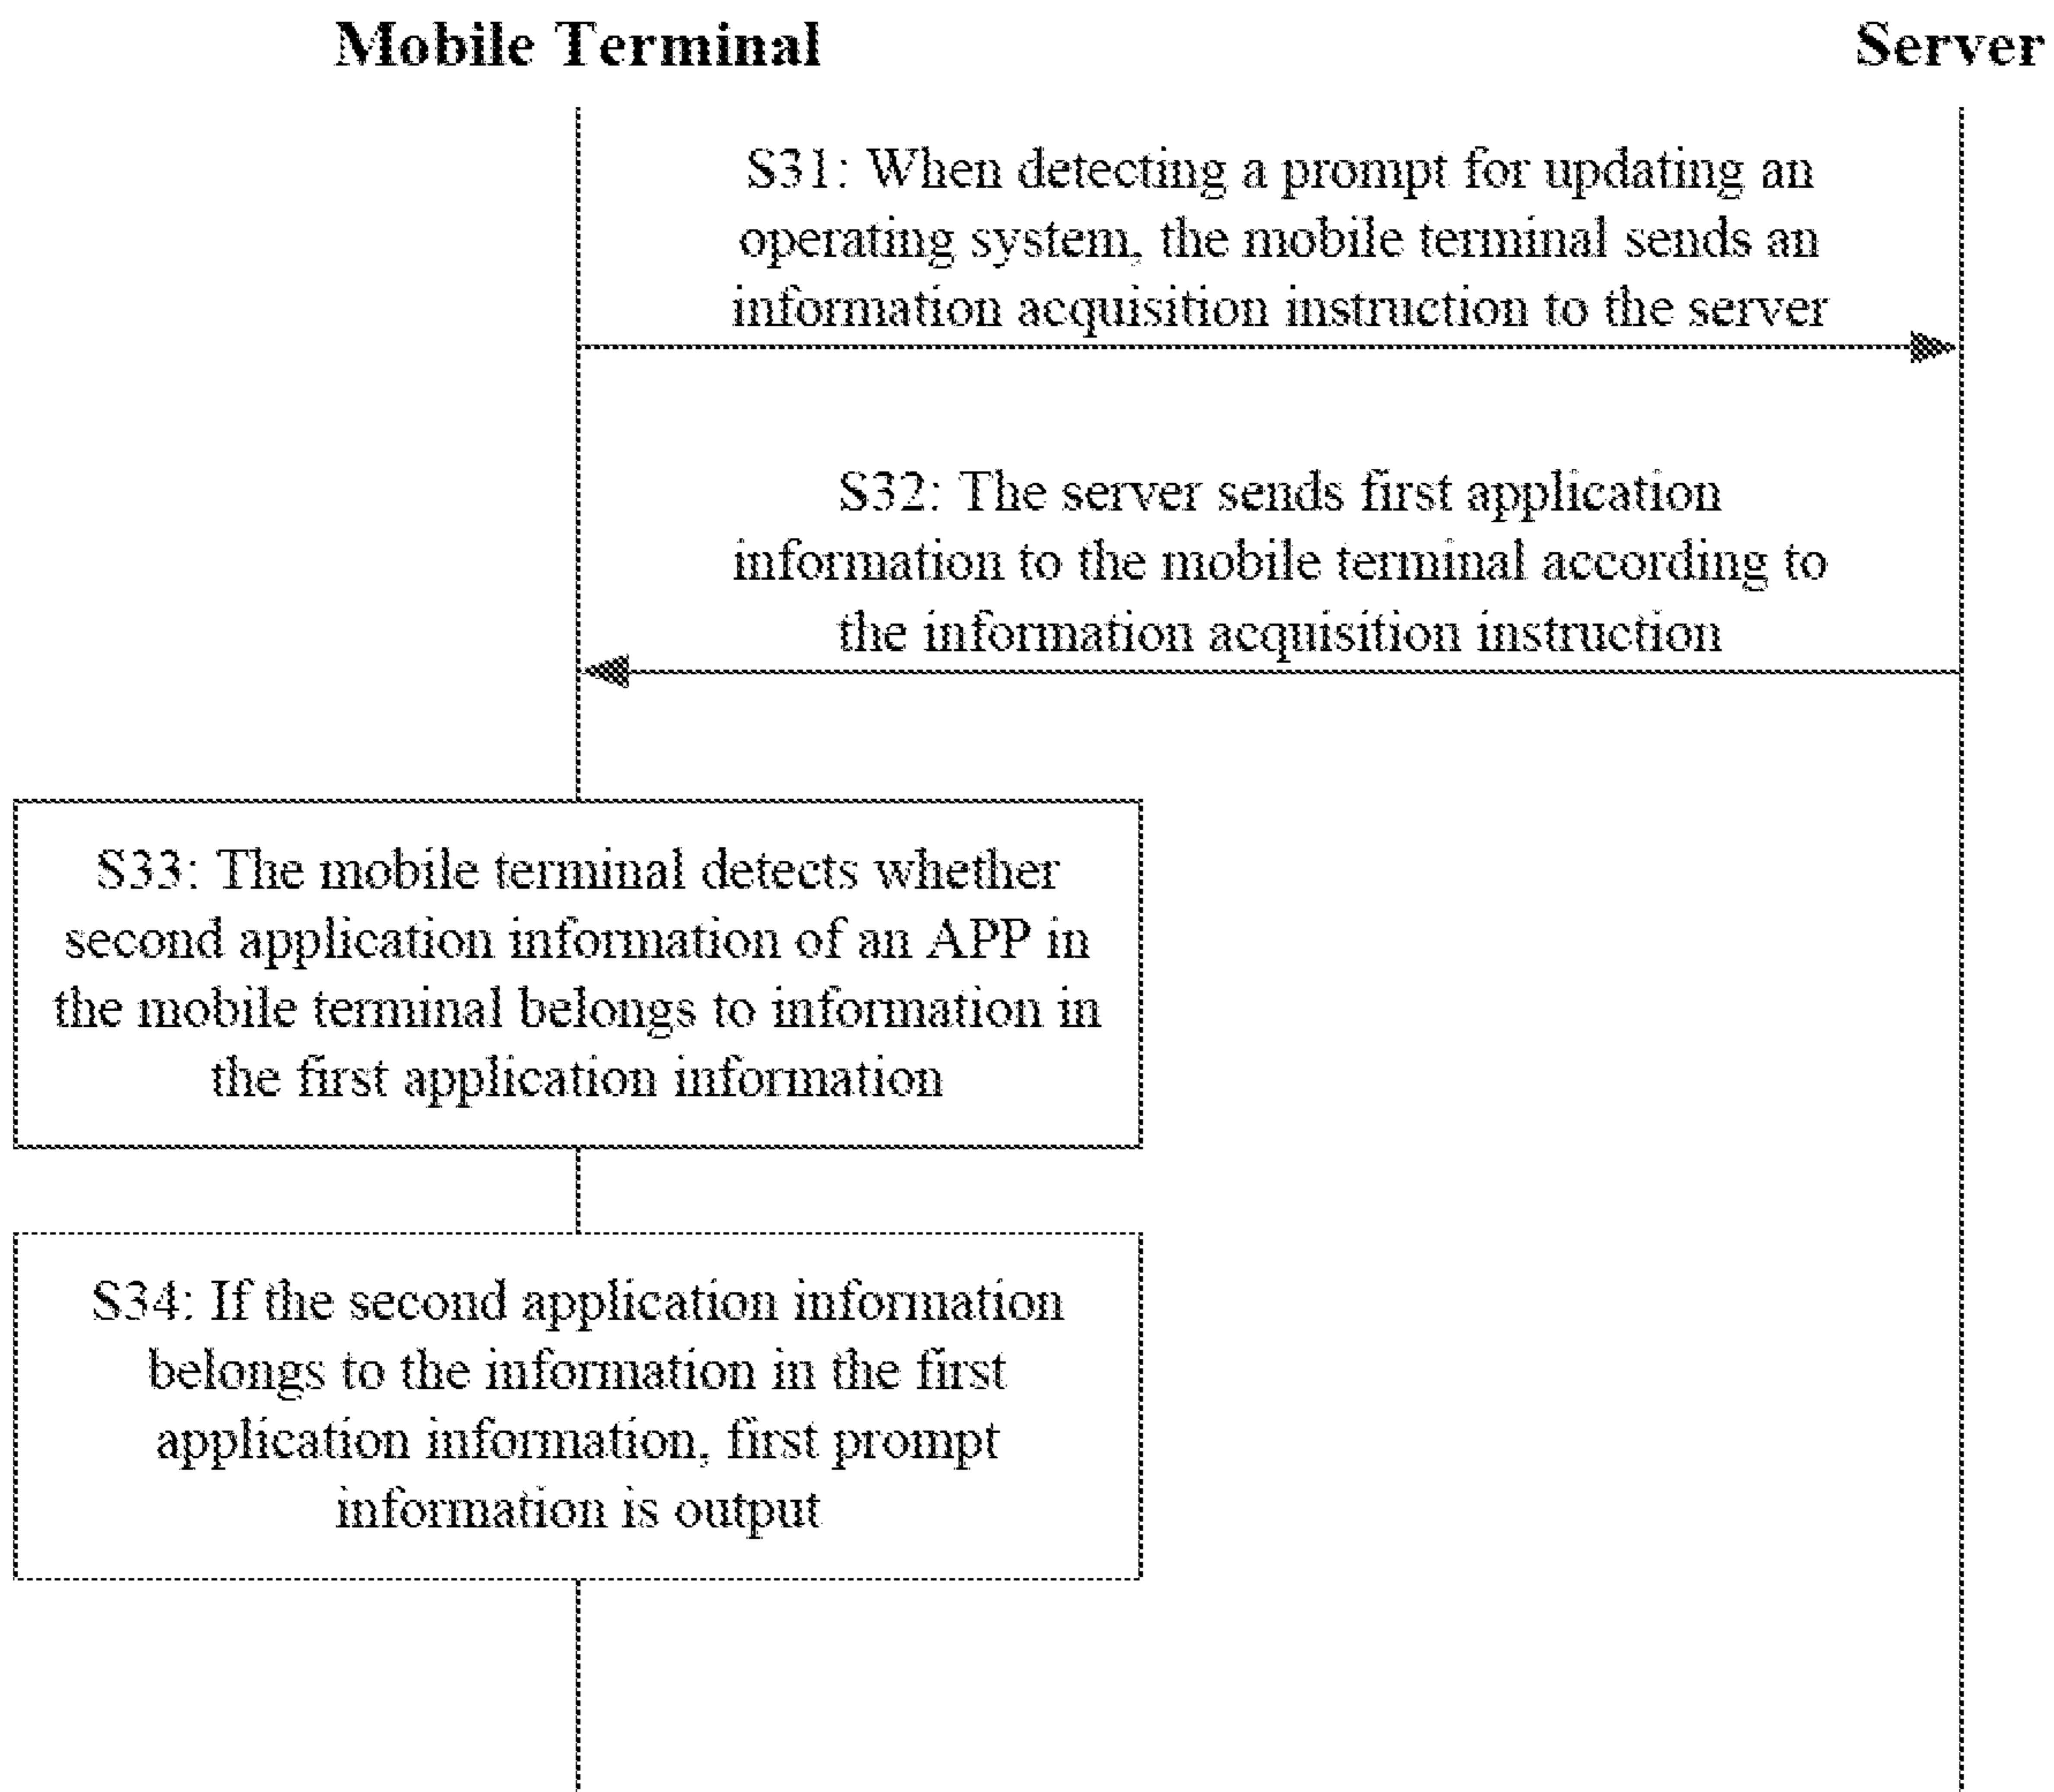 Mobile Terminal
Server
S31: When detecting a prompt for updating an
operating system, the mobile terminal sends an
information acquisition instruction to the server
S32: The server sends first application
information to the mobile terminal according to
the information acquisition instruction
S33: The mobile terminal detects whether
second application information of an APP in
the mobile terminal belongs to information in
the first application information
S34: If the second application information
belongs to the information in the first
application information, first prompt
information is output